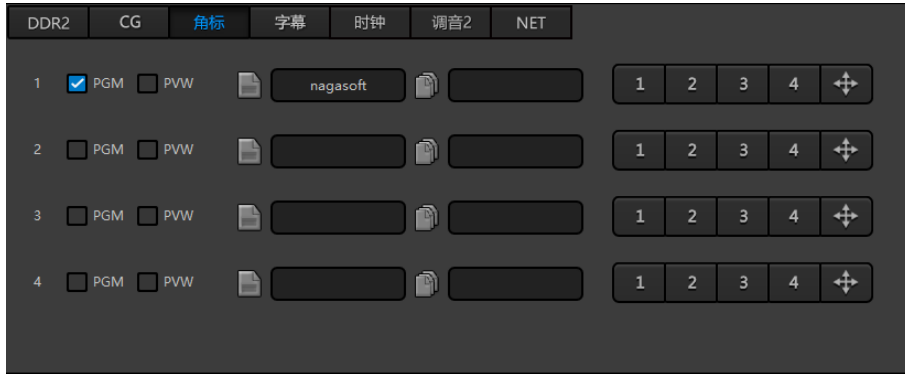 DDR2 CG 角标 字幕 时钟 调音2 NET
1 PGM PVW nagasoft 1 2 3 4
2 PGM PVW 1 2 3 4
3 PGM PVW 1 2 3 4
4 PGM PVW 1 2 3 4